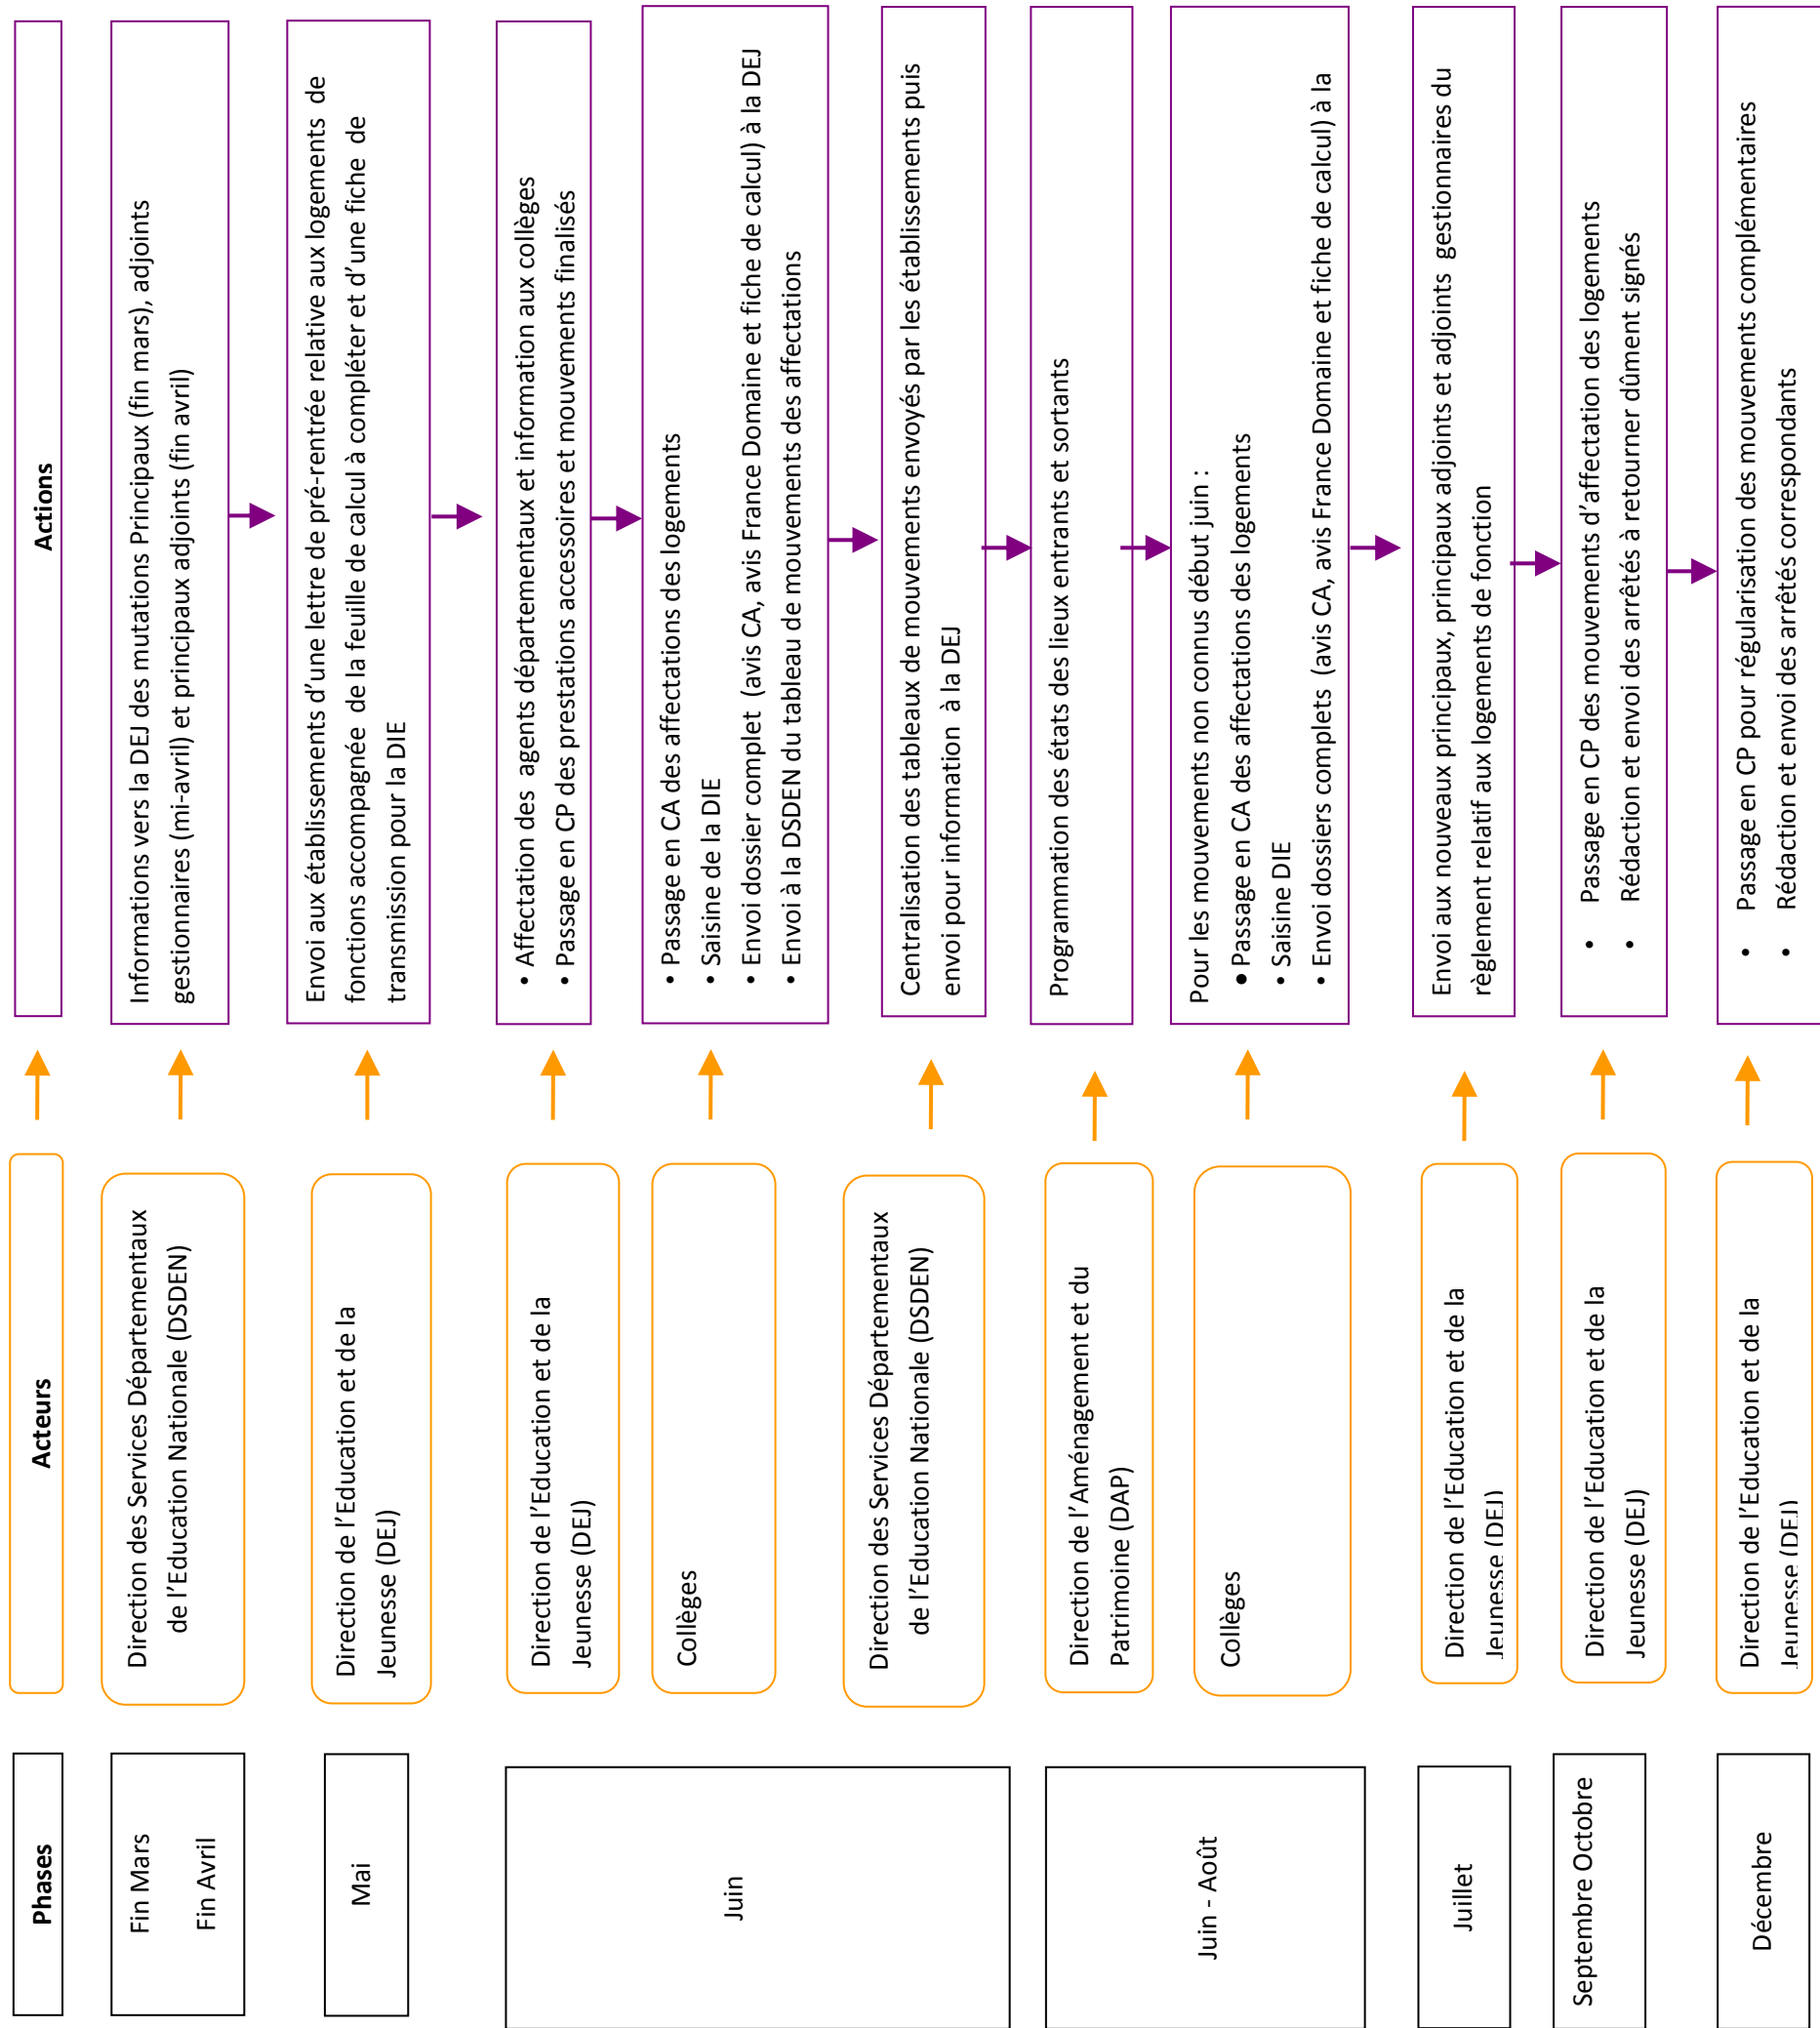 Phases
Acteurs
Actions
Fin Mars
Fin Avril
Direction des Services Départementaux
de l'Education Nationale (DSDEN)
Informations vers la DEJ des mutations Principaux (fin mars), adjoints
gestionnaires (mi-avril) et principaux adjoints (fin avril)
Mai
Direction de l'Education et de la
Jeunesse (DEJ)
Envoi aux établissements d'une lettre de pré-rentrée relative aux logements de
fonctions accompagnée de la feuille de calcul à compléter et d'une fiche de
transmission pour la DIE
Juin
Direction de l'Education et de la
Jeunesse (DEJ)
• Affectation des agents départementaux et information aux collèges
• Passage en CP des prestations accessoires et mouvements finalisés
Collèges
• Passage en CA des affectations des logements
• Saisine de la DIE
• Envoi dossier complet (avis CA, avis France Domaine et fiche de calcul) à la DEJ
• Envoi à la DSDEN du tableau de mouvements des affectations
Direction des Services Départementaux
de l'Education Nationale (DSDEN)
Centralisation des tableaux de mouvements envoyés par les établissements puis
envoi pour information à la DEJ
Juin - Août
Direction de l'Aménagement et du
Patrimoine (DAP)
Programmation des états des lieux entrants et sortants
Collèges
Pour les mouvements non connus début juin :
• Passage en CA des affectations des logements
• Saisine DIE
• Envoi dossiers complets (avis CA, avis France Domaine et fiche de calcul) à la
Juillet
Direction de l'Education et de la
Jeunesse (DEJ)
Envoi aux nouveaux principaux, principaux adjoints et adjoints gestionnaires du
règlement relatif aux logements de fonction
Septembre Octobre
Direction de l'Education et de la
Jeunesse (DEJ)
• Passage en CP des mouvements d'affectation des logements
• Rédaction et envoi des arrêtés à retourner dûment signés
Décembre
Direction de l'Education et de la
Jeunesse (DEJ)
• Passage en CP pour régularisation des mouvements complémentaires
• Rédaction et envoi des arrêtés correspondants